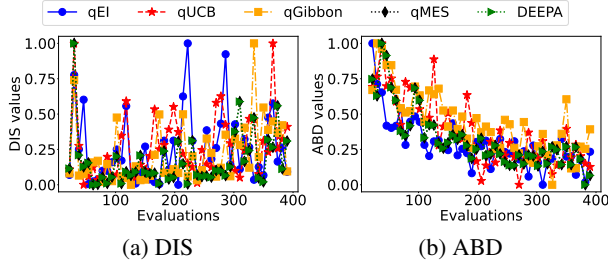 qEI qUCB qGibbon qMES DEEPA
DIS values
1.00
0.75
0.50
0.25
0.00
100 200 300 400
Evaluations
(a) DIS
ABD values
1.00
0.75
0.50
0.25
0.00
100 200 300 400
Evaluations
(b) ABD